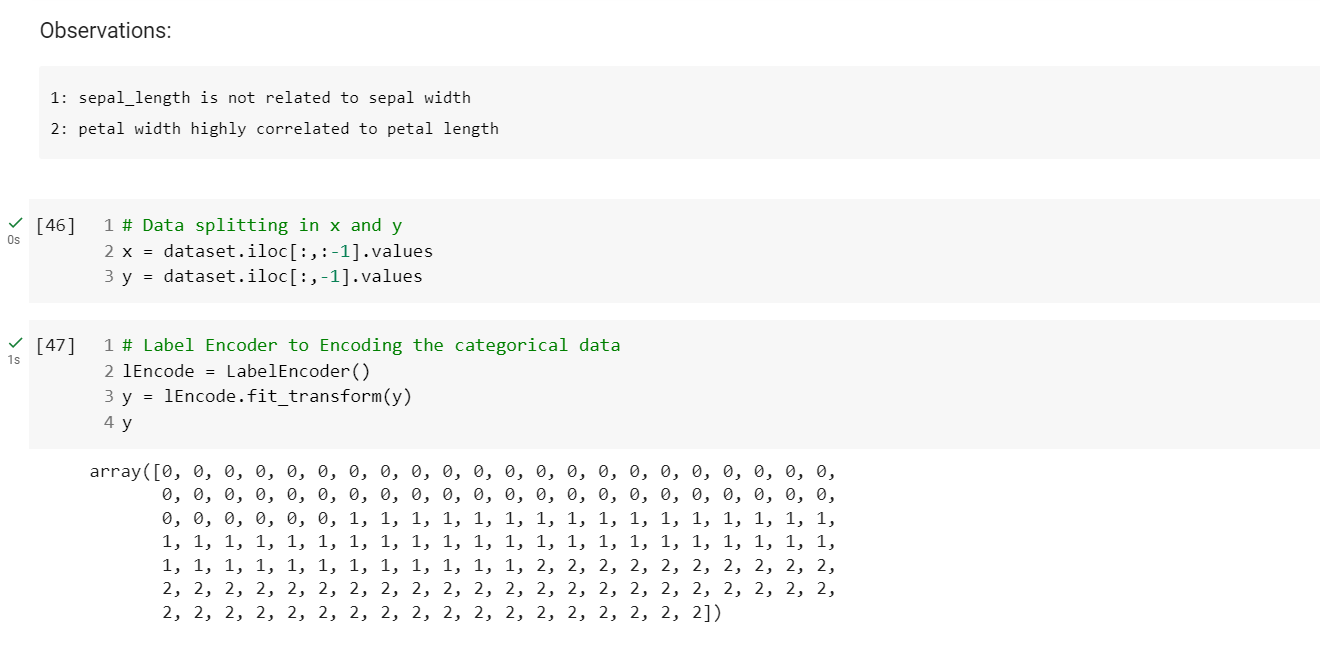 Observations:
1: sepal_length is not related to sepal width
2: petal width highly correlated to petal length
✓ [46] 1 # Data splitting in x and y
0s 2 x = dataset.iloc[:,:-1].values
3 y = dataset.iloc[:,-1].values
✓ [47] 1 # Label Encoder to Encoding the categorical data
1s 2 lEncode = LabelEncoder()
3 y = lEncode.fit_transform(y)
4 y
array([0, 0, 0, 0, 0, 0, 0, 0, 0, 0, 0, 0, 0, 0, 0, 0, 0, 0, 0, 0, 0, 0,
0, 0, 0, 0, 0, 0, 0, 0, 0, 0, 0, 0, 0, 0, 0, 0, 0, 0, 0, 0, 0, 0,
0, 0, 0, 0, 0, 0, 1, 1, 1, 1, 1, 1, 1, 1, 1, 1, 1, 1, 1, 1, 1, 1,
1, 1, 1, 1, 1, 1, 1, 1, 1, 1, 1, 1, 1, 1, 1, 1, 1, 1, 1, 1, 1, 1,
1, 1, 1, 1, 1, 1, 1, 1, 1, 1, 1, 1, 2, 2, 2, 2, 2, 2, 2, 2, 2, 2,
2, 2, 2, 2, 2, 2, 2, 2, 2, 2, 2, 2, 2, 2, 2, 2, 2, 2, 2, 2, 2, 2,
2, 2, 2, 2, 2, 2, 2, 2, 2, 2, 2, 2, 2, 2, 2, 2, 2, 2])